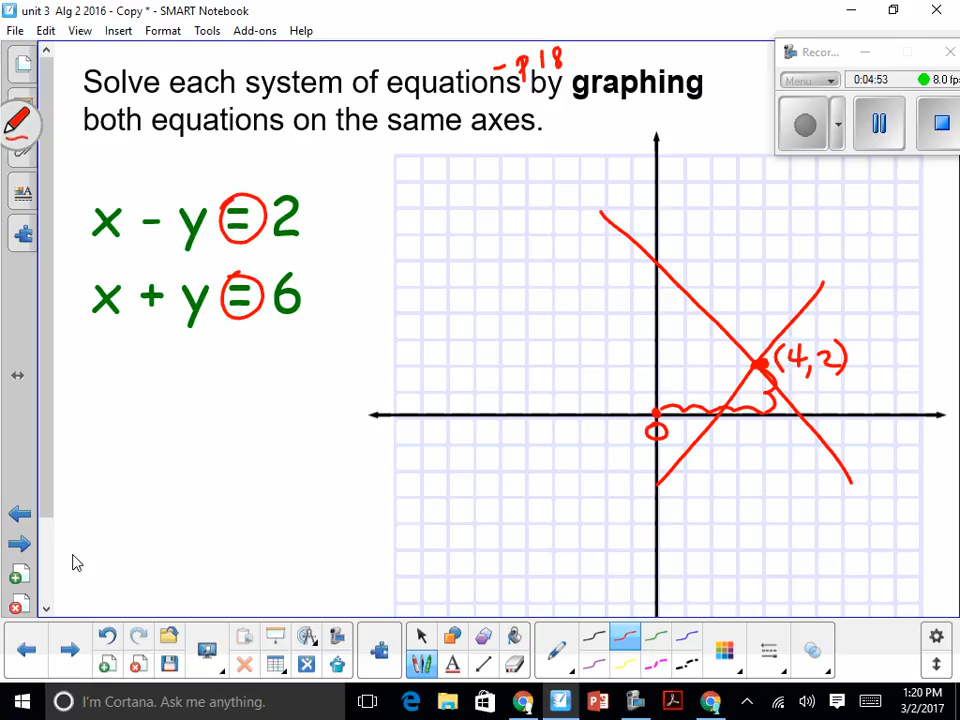 unit 3 Alg 2 2016 - Copy * - SMART Notebook
File Edit View Insert Format Tools Add-ons Help
Recor...
Menu
0:04:53
8.0 fp
- p 18
Solve each system of equations by graphing
both equations on the same axes.
x - y = 2
x + y = 6
(4,2)
0
I'm Cortana. Ask me anything.
1:20 PM
3/2/2017